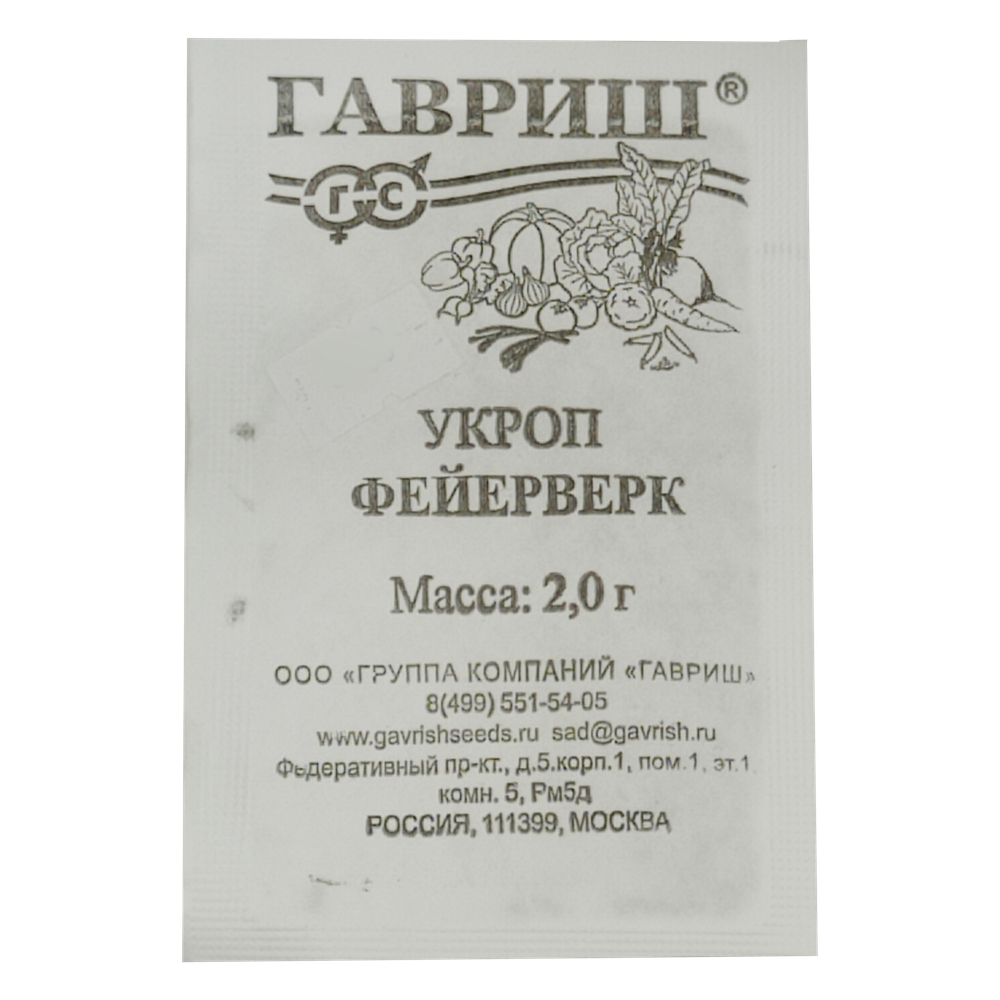 ГАВРИШ®
Г С
УКРОП
ФЕЙЕРВЕРК
Масса: 2,0 г
ООО «ГРУППА КОМПАНИЙ «ГАВРИШ»
8(499) 551-54-05
www.gavrishseeds.ru sad@gavrish.ru
Федеративный пр-кт., д.5.корп.1, пом.1, эт.1
комн. 5, Рм5д
РОССИЯ, 111399, МОСКВА